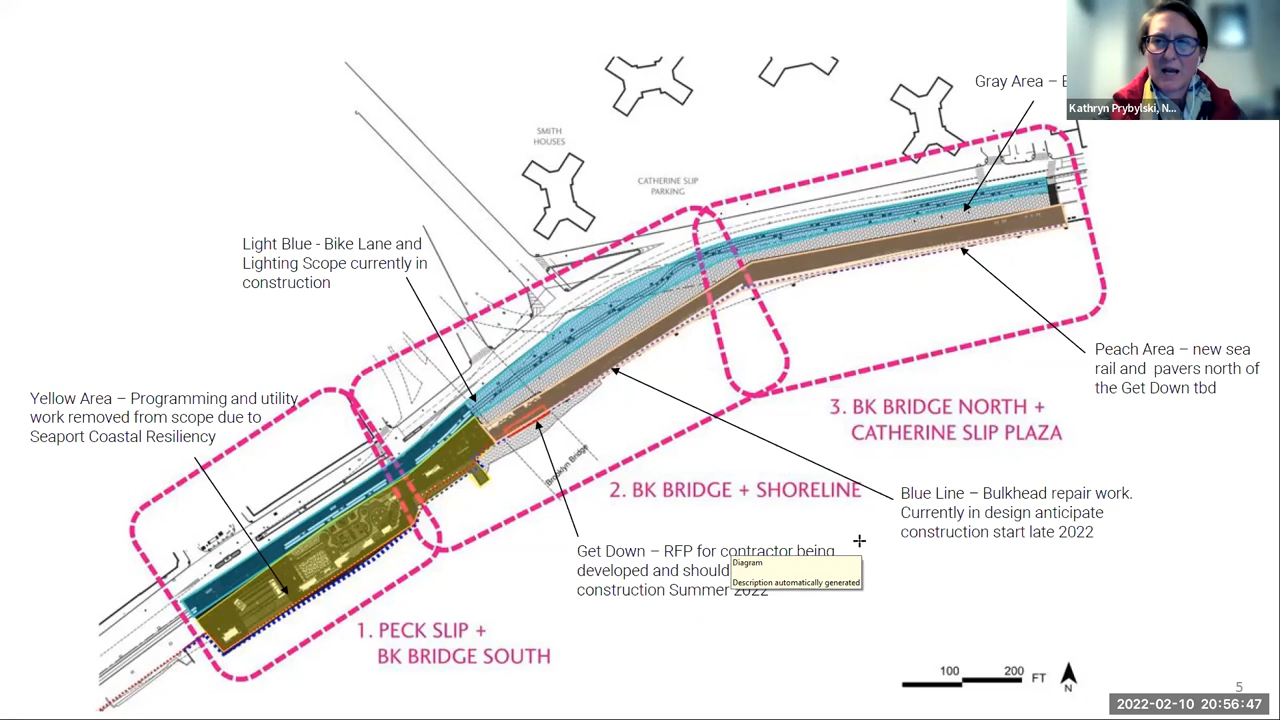 Gray Area –
Kathryn Prybylski, N...
SMITH
HOUSES
CATHERINE SLIP
PARKING
Light Blue - Bike Lane and
Lighting Scope currently in
construction
Peach Area – new sea
rail and pavers north of
the Get Down tbd
Yellow Area – Programming and utility
work removed from scope due to
Seaport Coastal Resiliency
3. BK BRIDGE NORTH +
CATHERINE SLIP PLAZA
Brooklyn Bridge
2. BK BRIDGE + SHORELINE
Blue Line – Bulkhead repair work.
Currently in design anticipate
construction start late 2022
Get Down – RFP for contractor being
developed and should
construction Summer 2022
Diagram
Description automatically generated
1. PECK SLIP +
BK BRIDGE SOUTH
100 200 FT
N
5
2022-02-10 20:56:47